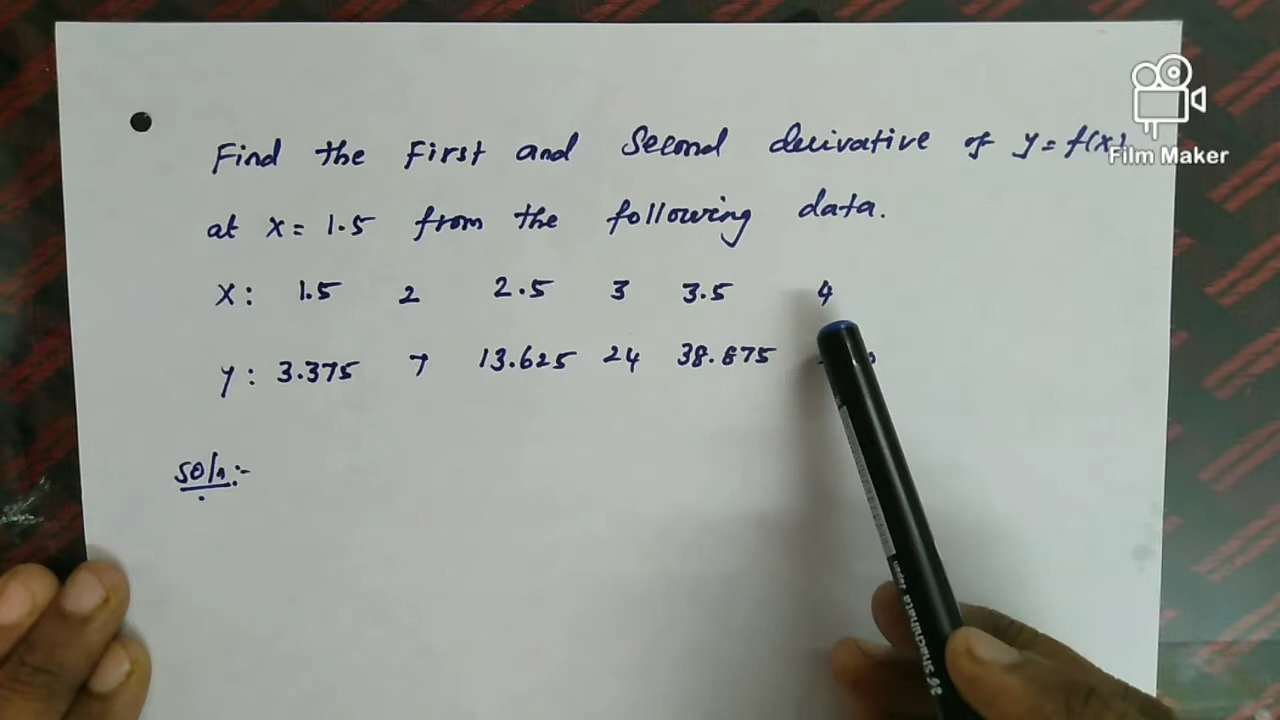 Find the First and Second derivative of y = f(x)
at x = 1.5 from the following data.
x: 1.5 2 2.5 3 3.5 4
y: 3.375 7 13.625 24 38.875
Soln:-
Film Maker